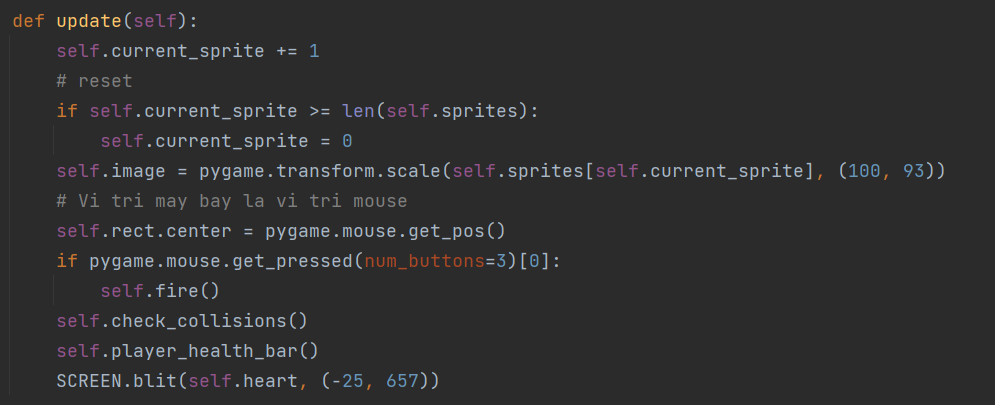 def update(self):
    self.current_sprite += 1
    # reset
    if self.current_sprite >= len(self.sprites):
        self.current_sprite = 0
    self.image = pygame.transform.scale(self.sprites[self.current_sprite], (100, 93))
    # Vi tri may bay la vi tri mouse
    self.rect.center = pygame.mouse.get_pos()
    if pygame.mouse.get_pressed(num_buttons=3)[0]:
        self.fire()
    self.check_collisions()
    self.player_health_bar()
    SCREEN.blit(self.heart, (-25, 657))